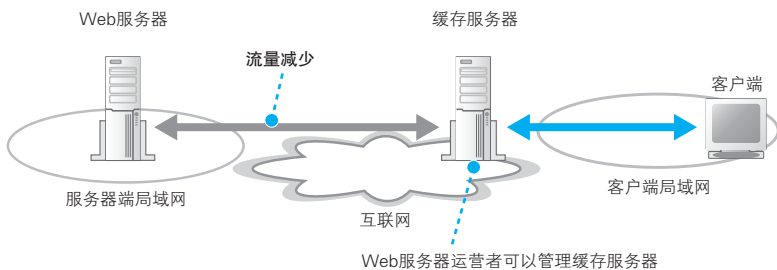 Web服务器
缓存服务器
流量减少
客户端
服务器端局域网
客户端局域网
互联网
Web服务器运营者可以管理缓存服务器